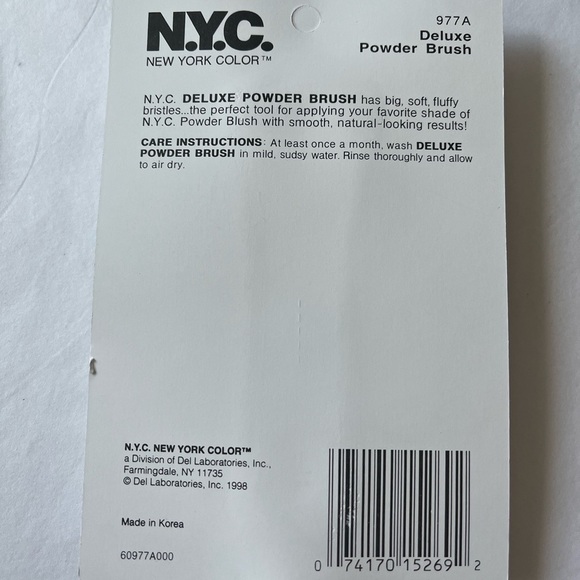 N.Y.C.
NEW YORK COLOR™
977A
Deluxe
Powder Brush
N.Y.C. DELUXE POWDER BRUSH has big, soft, fluffy
bristles...the perfect tool for applying your favorite shade of
N.Y.C. Powder Blush with smooth, natural-looking results!
CARE INSTRUCTIONS: At least once a month, wash DELUXE
POWDER BRUSH in mild, sudsy water. Rinse thoroughly and allow
to air dry.
N.Y.C. NEW YORK COLOR™
a Division of Del Laboratories, Inc.,
Farmingdale, NY 11735
© Del Laboratories, Inc. 1998
Made in Korea
60977A000
0 74170 15269 2